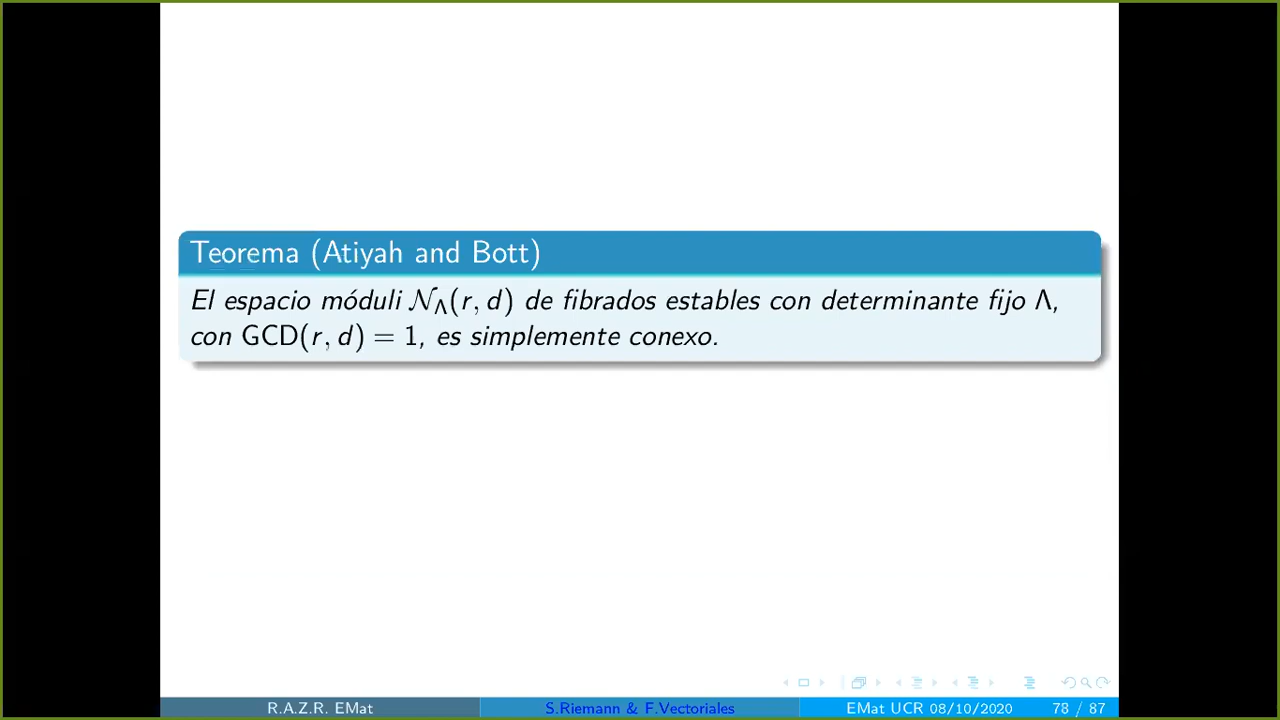 Teorema (Atiyah and Bott)
El espacio móduli 𝒩_Λ(r, d) de fibrados estables con determinante fijo Λ,
con GCD(r, d) = 1, es simplemente conexo.
R.A.Z.R. EMat S.Riemann & F.Vectoriales EMat UCR 08/10/2020 78 / 87